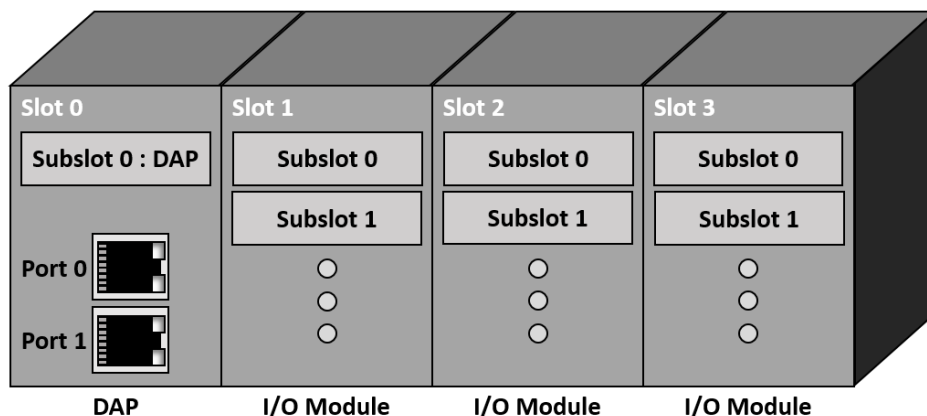 Slot 0
Subslot 0 : DAP
Port 0
Port 1
DAP
Slot 1
Subslot 0
Subslot 1
I/O Module
Slot 2
Subslot 0
Subslot 1
I/O Module
Slot 3
Subslot 0
Subslot 1
I/O Module